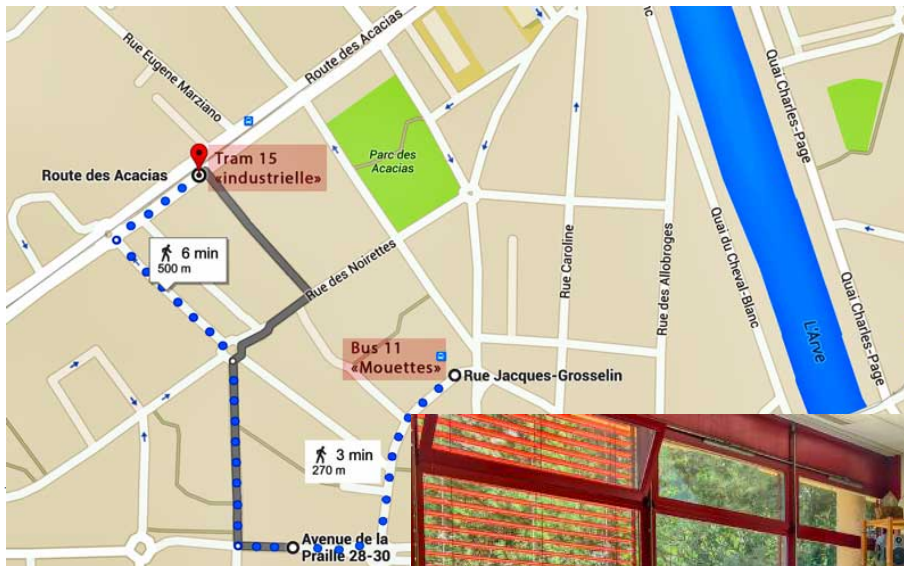 Rue Eugene Marziano
Route des Acacias
Quai Charles-Page
Parc des
Acacias
Tram 15
«industrielle»
Route des Acacias
6 min
500 m
Rue des Noirettes
Rue Caroline
Rue des Allobroges
Quai du Cheval-Blanc
L'Arve
Quai Charles-Page
Bus 11
«Mouettes»
Rue Jacques-Grosselin
3 min
270 m
Avenue de la
Praille 28-30